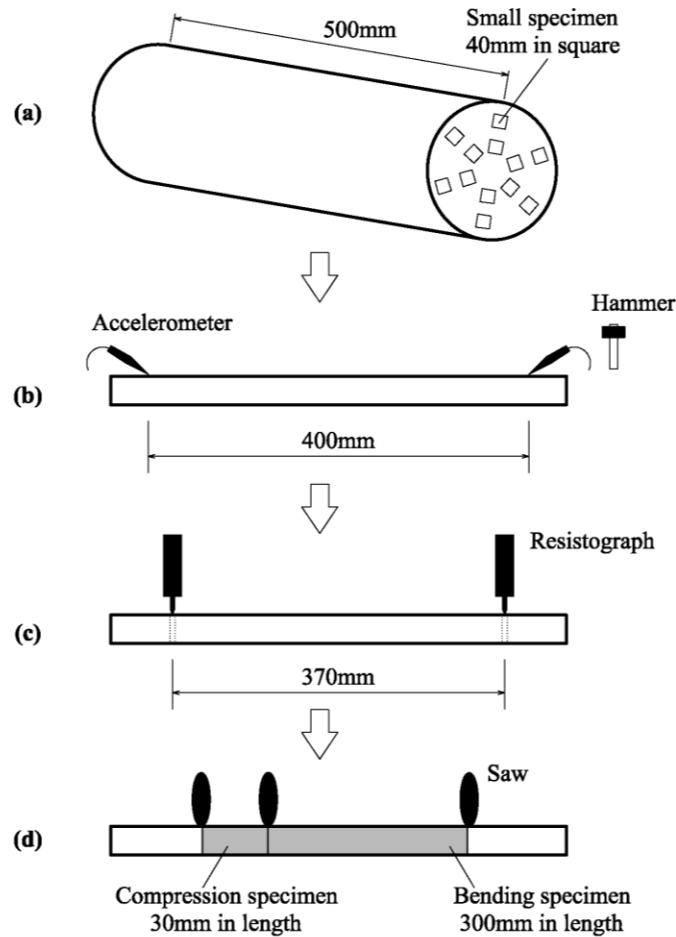 500mm
Small specimen
40mm in square
(a)
Accelerometer
Hammer
(b)
400mm
Resistograph
(c)
370mm
Saw
(d)
Compression specimen
30mm in length
Bending specimen
300mm in length